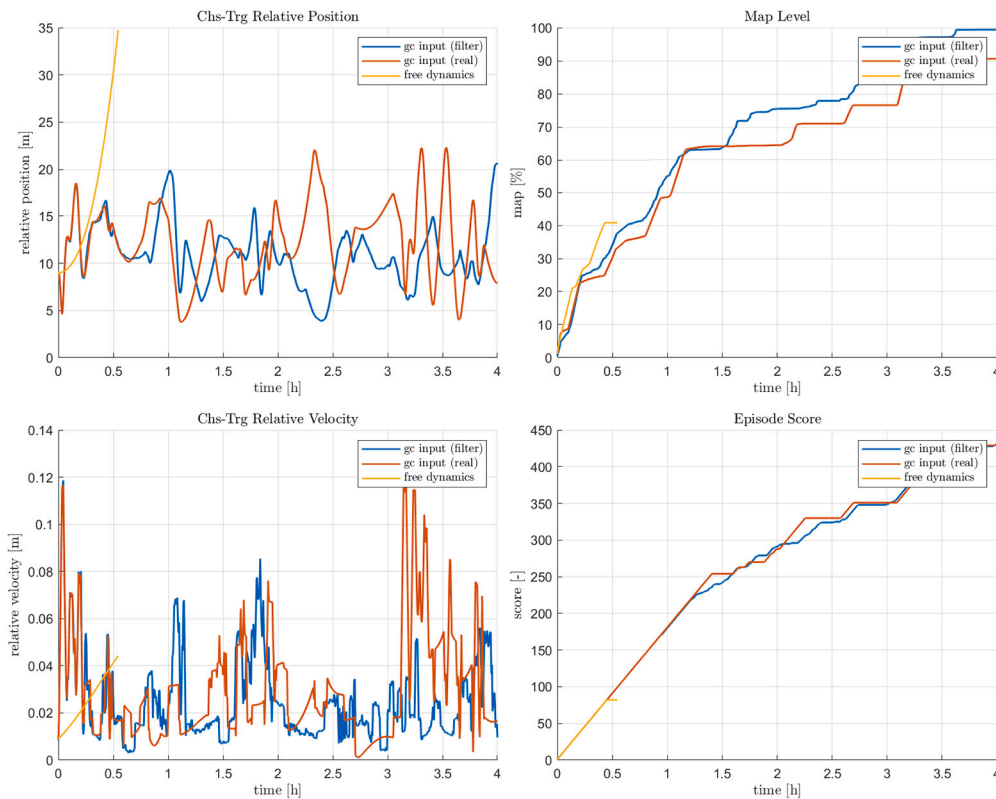 Chs-Trg Relative Position
35
30
25
20
15
10
5
0
relative position [m]
gc input (filter)
gc input (real)
free dynamics
0 0.5 1 1.5 2 2.5 3 3.5 4
time [h]
Map Level
100
90
80
70
60
50
40
30
20
10
0
map [%]
gc input (filter)
gc input (real)
free dynamics
0 0.5 1 1.5 2 2.5 3 3.5 4
time [h]
Chs-Trg Relative Velocity
0.14
0.12
0.1
0.08
0.06
0.04
0.02
0
relative velocity [m]
gc input (filter)
gc input (real)
free dynamics
0 0.5 1 1.5 2 2.5 3 3.5 4
time [h]
Episode Score
450
400
350
300
250
200
150
100
50
0
score [-]
gc input (filter)
gc input (real)
free dynamics
0 0.5 1 1.5 2 2.5 3 3.5 4
time [h]